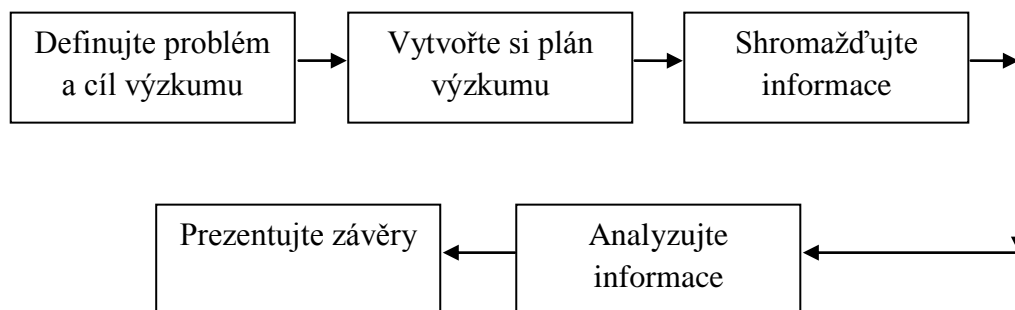 Definujte problém
a cíl výzkumu
Vytvořte si plán
výzkumu
Shromažďujte
informace
Prezentujte závěry
Analyzujte
informace